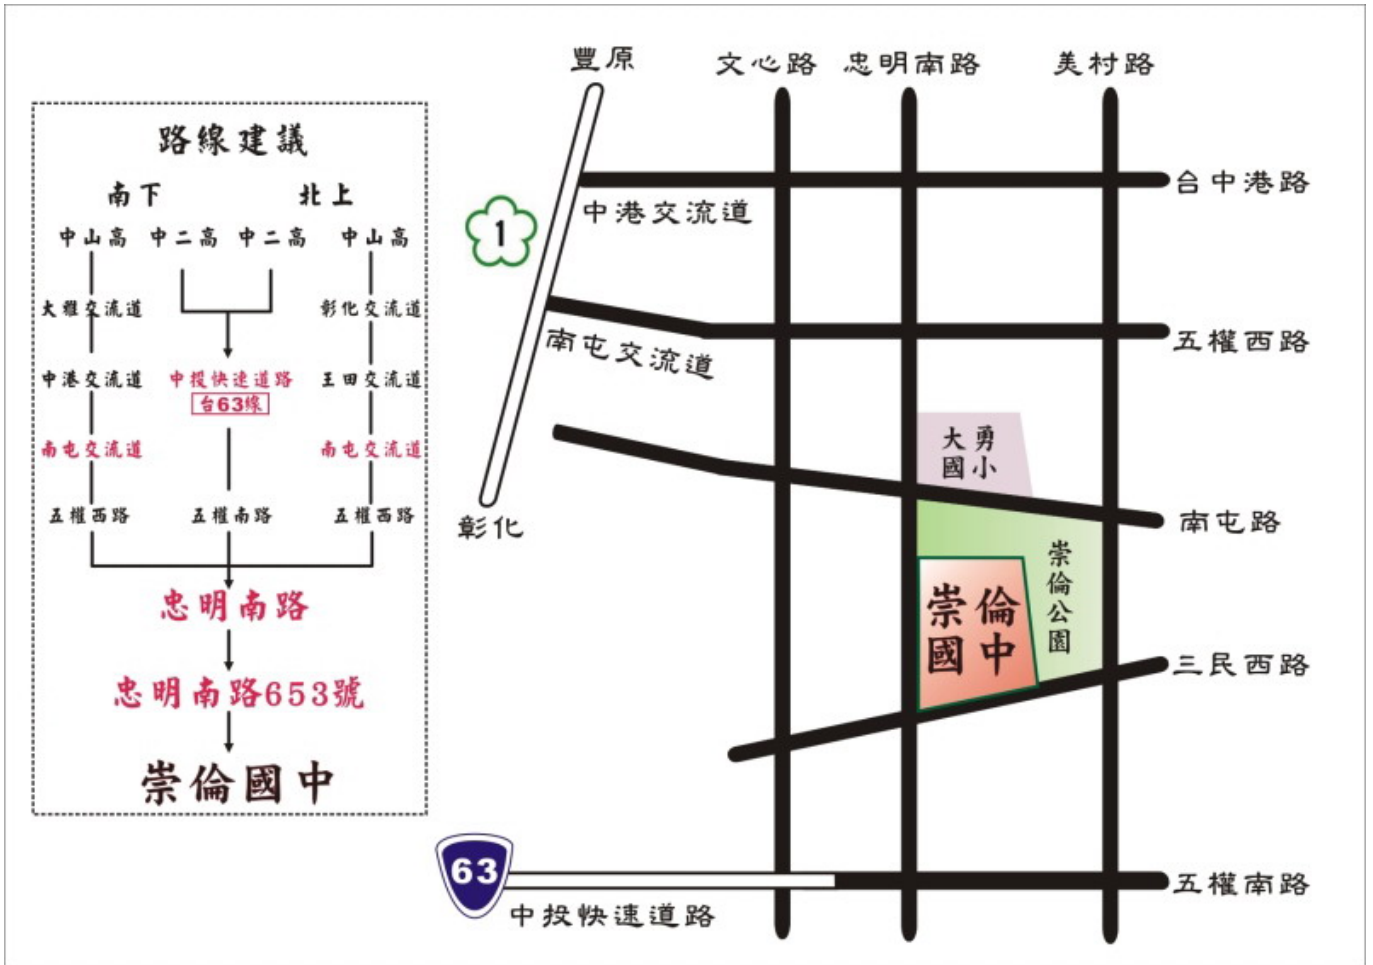 路線建議
南下
北上
中山高
中二高
中二高
中山高
大雅交流道
彰化交流道
中港交流道
中投快速道路
台63線
王田交流道
南屯交流道
南屯交流道
五權西路
五權南路
五權西路
忠明南路
忠明南路653號
崇倫國中
豐原
文心路
忠明南路
美村路
台中港路
中港交流道
1
五權西路
南屯交流道
大勇
國小
彰化
南屯路
崇倫公園
崇倫
國中
三民西路
63
中投快速道路
五權南路